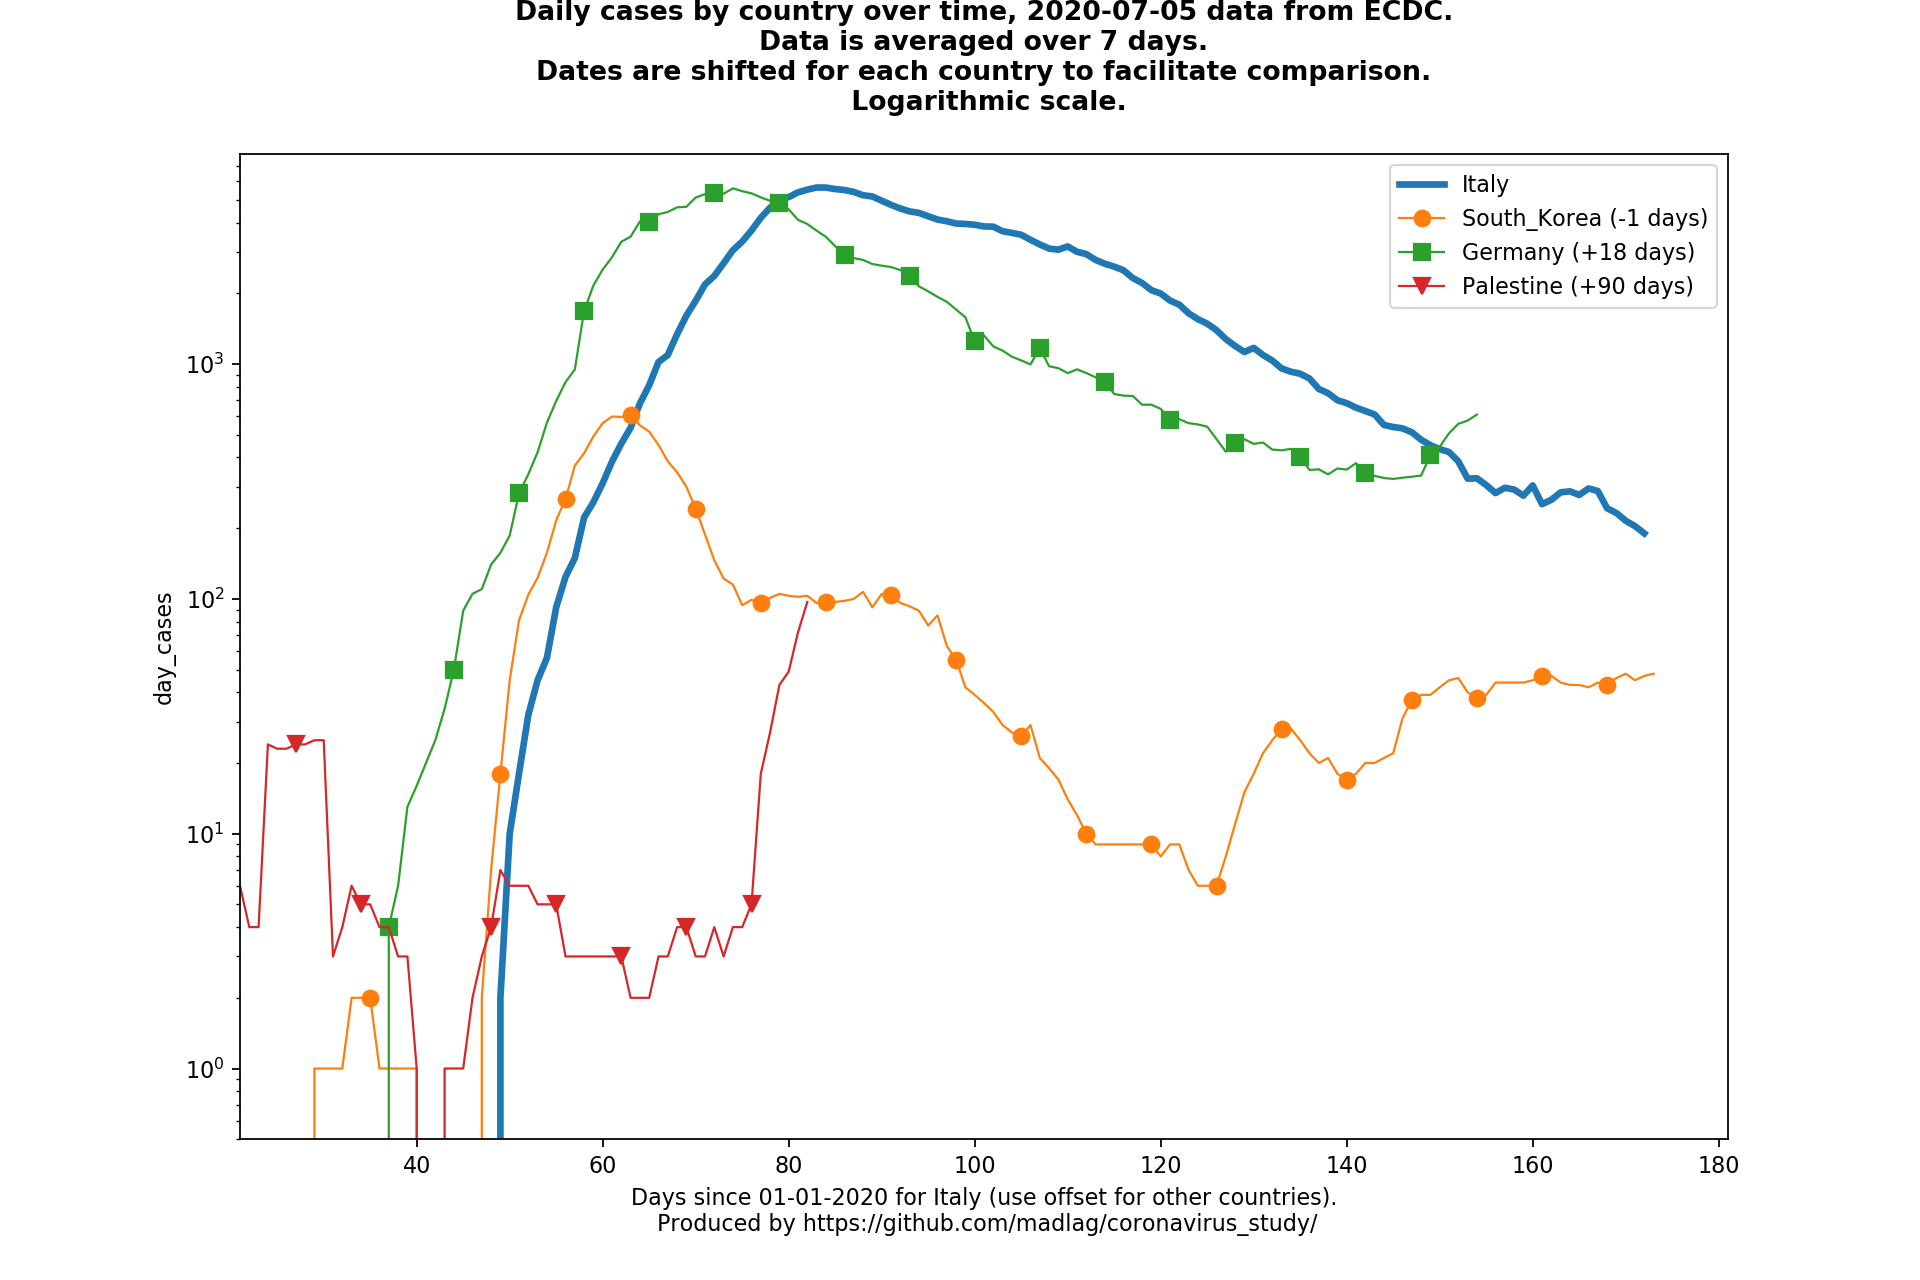 Daily cases by country over time, 2020-07-05 data from ECDC.
Data is averaged over 7 days.
Dates are shifted for each country to facilitate comparison.
Logarithmic scale.
Italy
South_Korea (-1 days)
Germany (+18 days)
Palestine (+90 days)
day_cases
10³
10²
10¹
10⁰
40 60 80 100 120 140 160 180
Days since 01-01-2020 for Italy (use offset for other countries).
Produced by https://github.com/madlag/coronavirus_study/